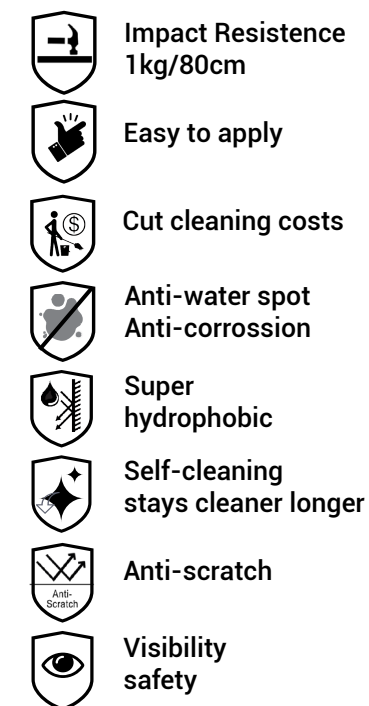 Impact Resistence
1kg/80cm
Easy to apply
$
Cut cleaning costs
Anti-water spot
Anti-corrossion
Super
hydrophobic
Self-cleaning
stays cleaner longer
Anti-
Scratch
Anti-scratch
Visibility
safety